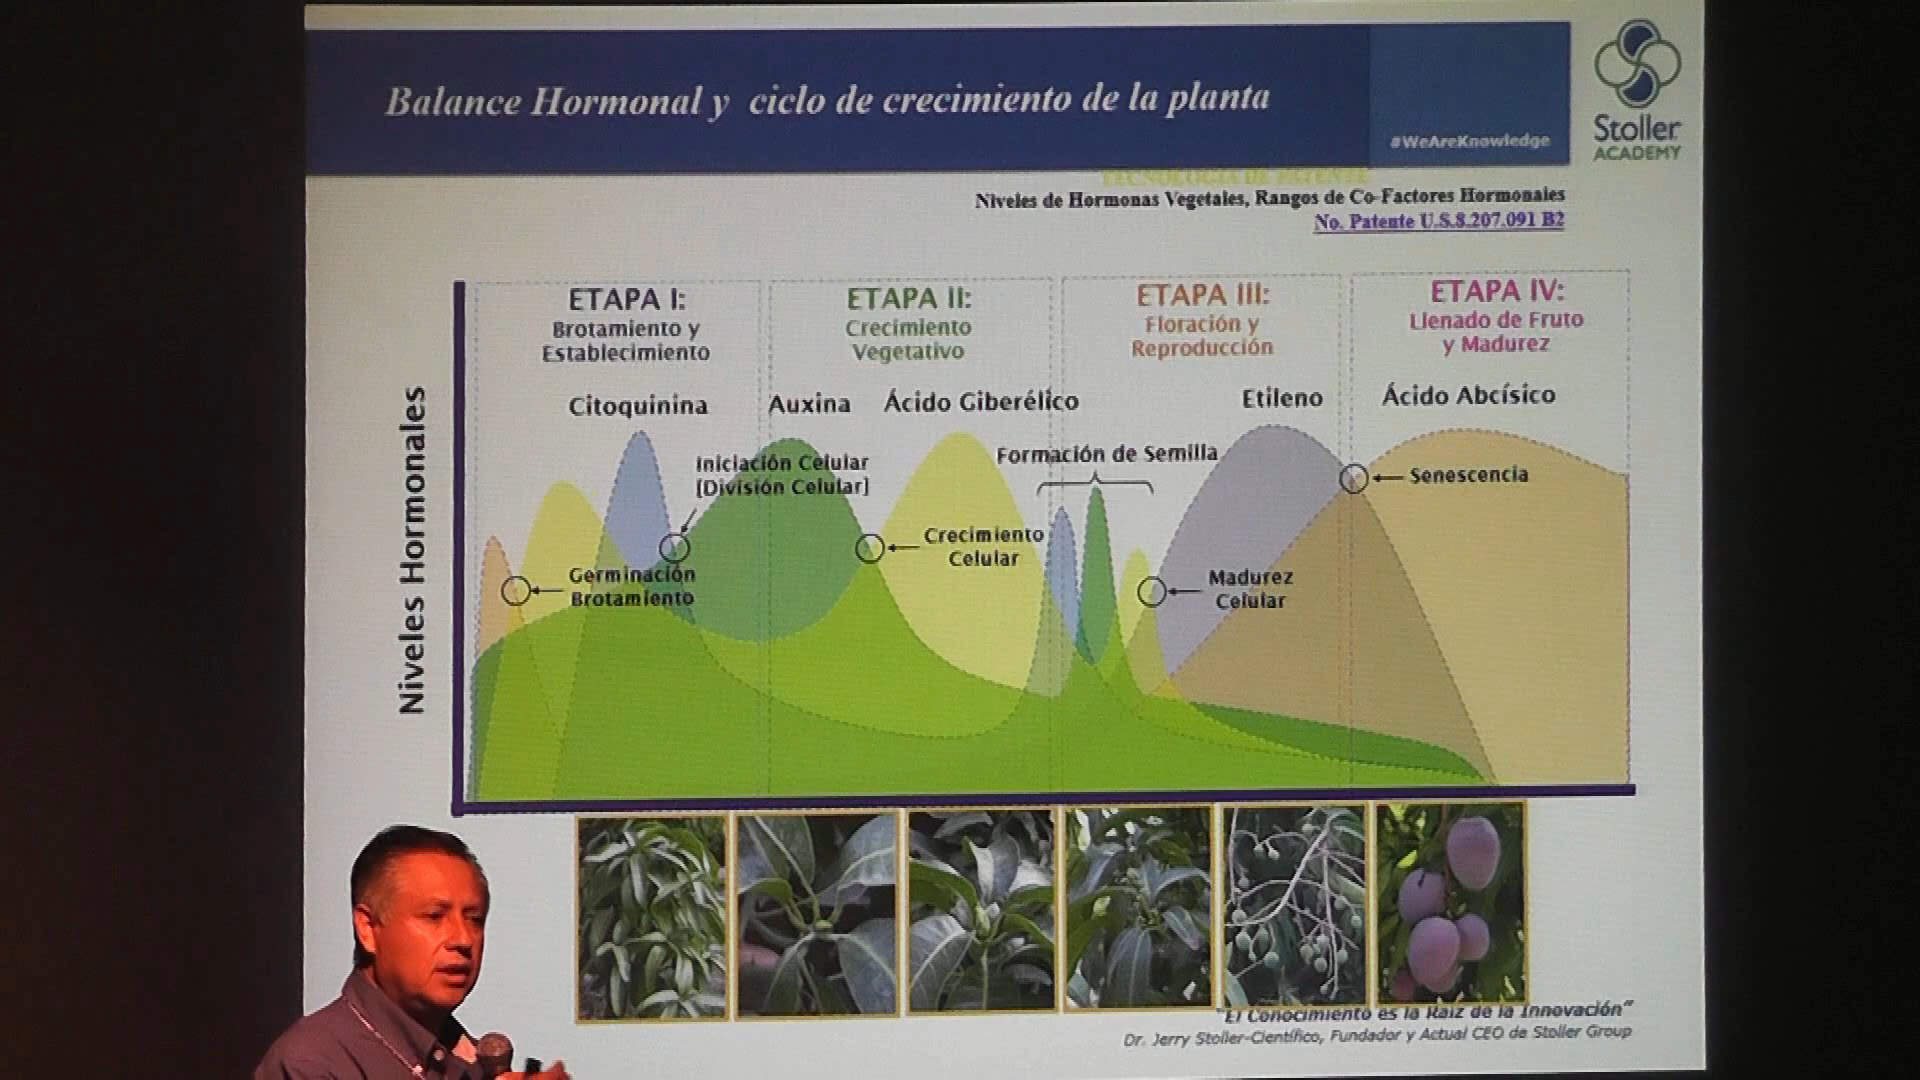 Balance Hormonal y ciclo de crecimiento de la planta
#WeAreKnowledge
Stoller
ACADEMY
TECNOLOGÍA DE PATENTE
Niveles de Hormonas Vegetales, Rangos de Co-Factores Hormonales
No. Patente U.S.8.207.091 B2
ETAPA I:
Brotamiento y
Establecimiento
ETAPA II:
Crecimiento
Vegetativo
ETAPA III:
Floración y
Reproducción
ETAPA IV:
Llenado de Fruto
y Madurez
Niveles Hormonales
Citoquinina
Auxina
Ácido Giberélico
Etileno
Ácido Abcísico
Iniciación Celular
[División Celular]
Formación de Semilla
Senescencia
Crecimiento
Celular
Germinación
Brotamiento
Madurez
Celular
"El Conocimiento es la Raíz de la Innovación"
Dr. Jerry Stoller-Científico, Fundador y Actual CEO de Stoller Group